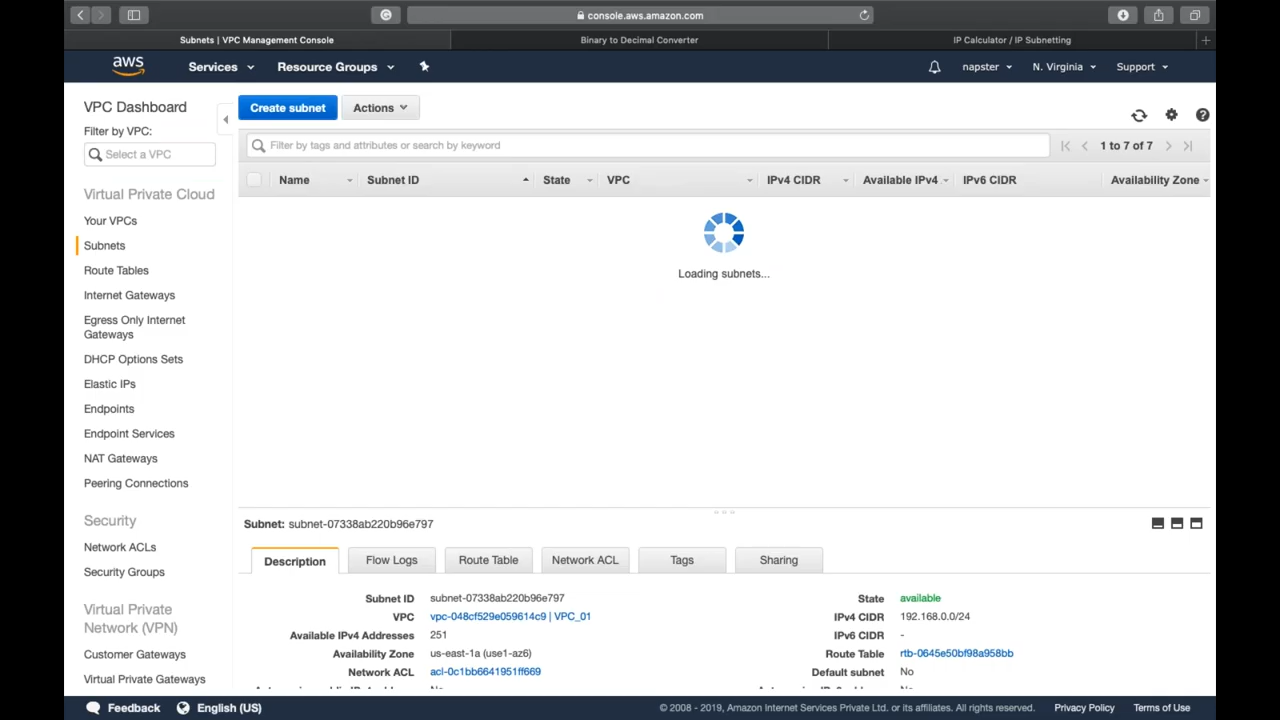 console.aws.amazon.com
Subnets | VPC Management Console
Binary to Decimal Converter
IP Calculator / IP Subnetting
aws
Services
Resource Groups
napster
N. Virginia
Support
VPC Dashboard
Filter by VPC:
Select a VPC
Virtual Private Cloud
Your VPCs
Subnets
Route Tables
Internet Gateways
Egress Only Internet
Gateways
DHCP Options Sets
Elastic IPs
Endpoints
Endpoint Services
NAT Gateways
Peering Connections
Security
Network ACLs
Security Groups
Virtual Private
Network (VPN)
Customer Gateways
Virtual Private Gateways
Create subnet
Actions
Filter by tags and attributes or search by keyword
1 to 7 of 7
Name
Subnet ID
State
VPC
IPv4 CIDR
Available IPv4
IPv6 CIDR
Availability Zone
Loading subnets...
Subnet: subnet-07338ab220b96e797
Description
Flow Logs
Route Table
Network ACL
Tags
Sharing
Subnet ID subnet-07338ab220b96e797
VPC vpc-048cf529e059614c9 | VPC_01
Available IPv4 Addresses 251
Availability Zone us-east-1a (use1-az6)
Network ACL acl-0c1bb6641951ff669
State available
IPv4 CIDR 192.168.0.0/24
IPv6 CIDR -
Route Table rtb-0645e50bf98a958bb
Default subnet No
Feedback
English (US)
© 2008 - 2019, Amazon Internet Services Private Ltd. or its affiliates. All rights reserved.
Privacy Policy
Terms of Use